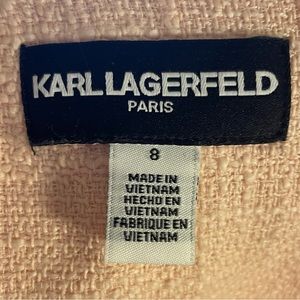 KARL LAGERFELD
PARIS
8
MADE IN
VIETNAM
HECHO EN
VIETNAM
FABRIQUE EN
VIETNAM